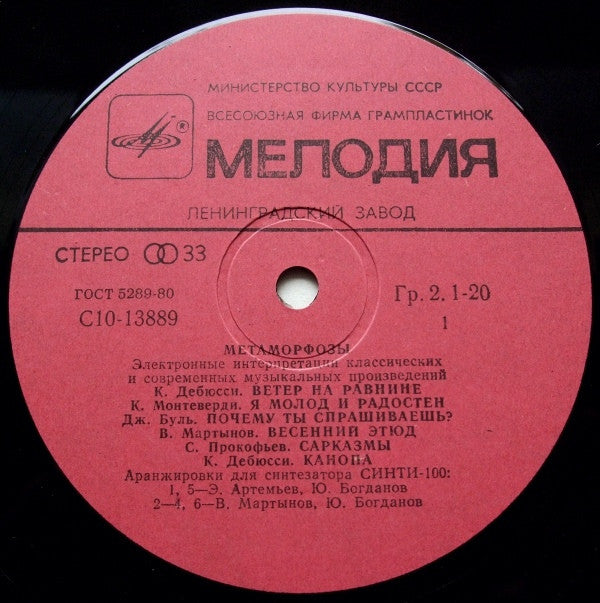 МИНИСТЕРСТВО КУЛЬТУРЫ СССР
ВСЕСОЮЗНАЯ ФИРМА ГРАМПЛАСТИНОК
®
МЕЛОДИЯ
ЛЕНИНГРАДСКИЙ ЗАВОД
СТЕРЕО 33
ГОСТ 5289-80
Гр. 2. 1-20
С10-13889
1
МЕТАМОРФОЗЫ
Электронные интерпретации классических
и современных музыкальных произведений
К. Дебюсси. ВЕТЕР НА РАВНИНЕ
К. Монтеверди. Я МОЛОД И РАДОСТЕН
Дж. Буль. ПОЧЕМУ ТЫ СПРАШИВАЕШЬ?
В. Мартынов. ВЕСЕННИЙ ЭТЮД
С. Прокофьев. САРКАЗМЫ
К. Дебюсси. КАНОПА
Аранжировки для синтезатора СИНТИ-100:
1, 5—Э. Артемьев, Ю. Богданов
2—4, 6—В. Мартынов, Ю. Богданов